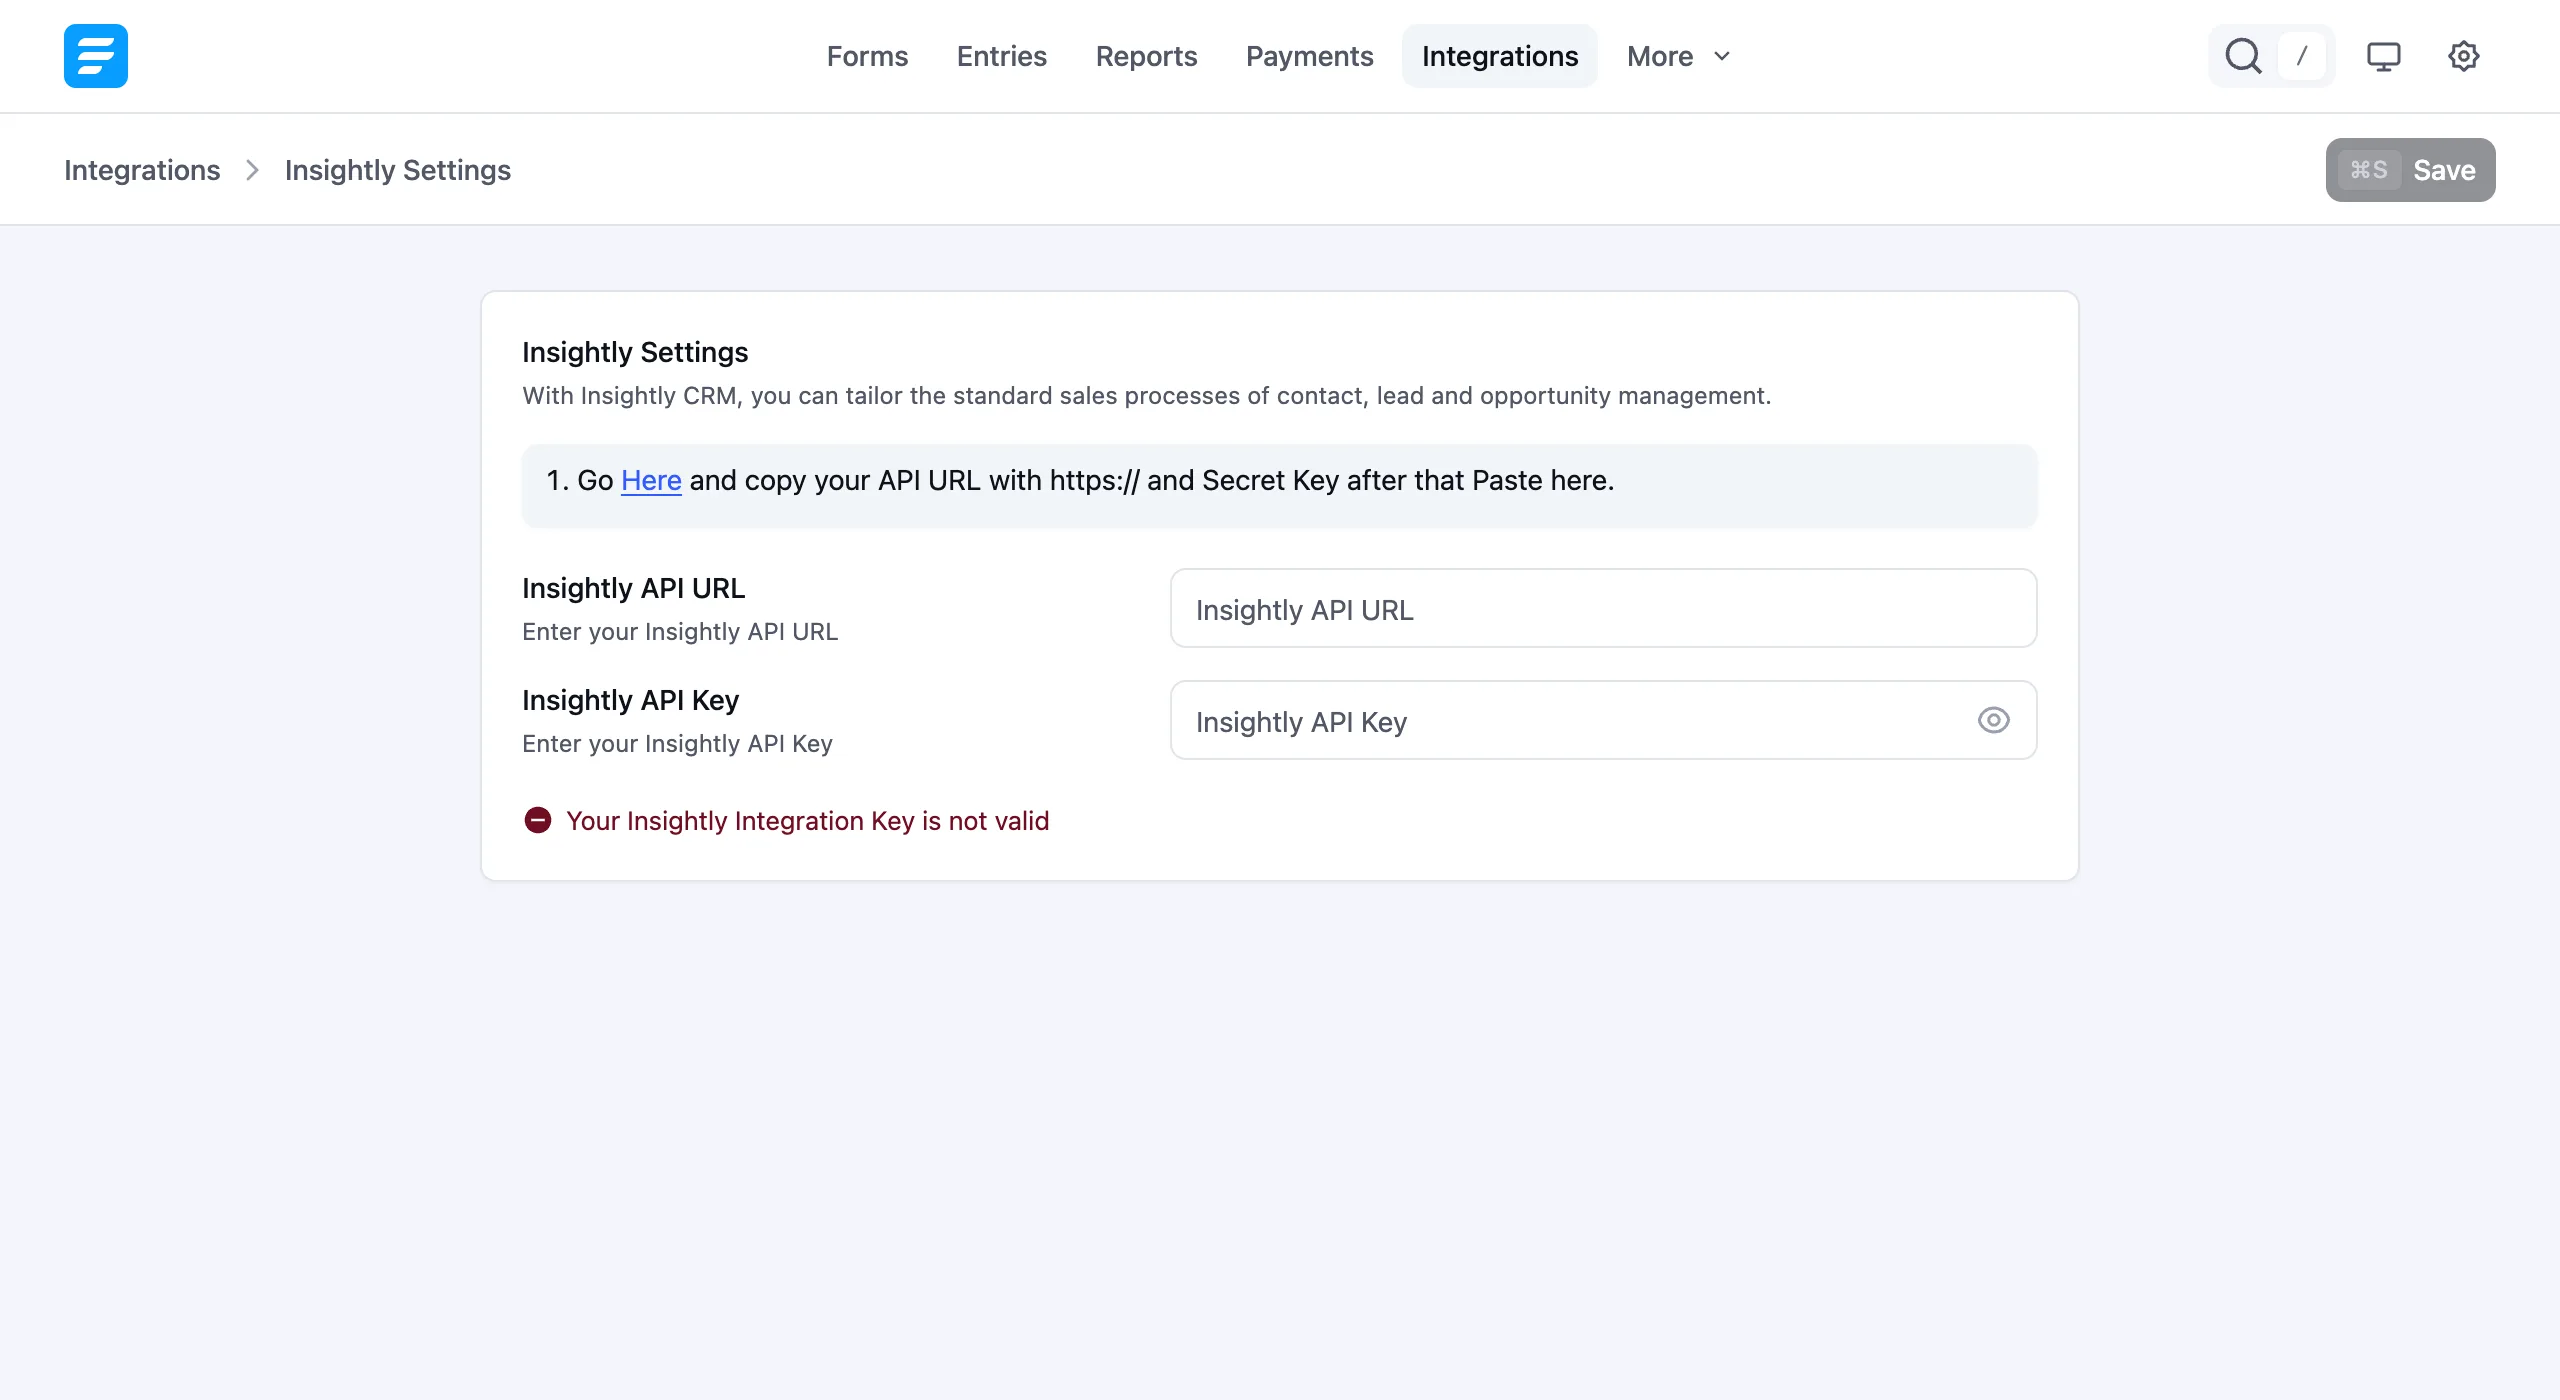 Forms Entries Reports Payments Integrations More /
Integrations > Insightly Settings ⌘S Save
Insightly Settings
With Insightly CRM, you can tailor the standard sales processes of contact, lead and opportunity management.
1. Go Here and copy your API URL with https:// and Secret Key after that Paste here.
Insightly API URL
Enter your Insightly API URL
Insightly API URL
Insightly API Key
Enter your Insightly API Key
Insightly API Key
Your Insightly Integration Key is not valid